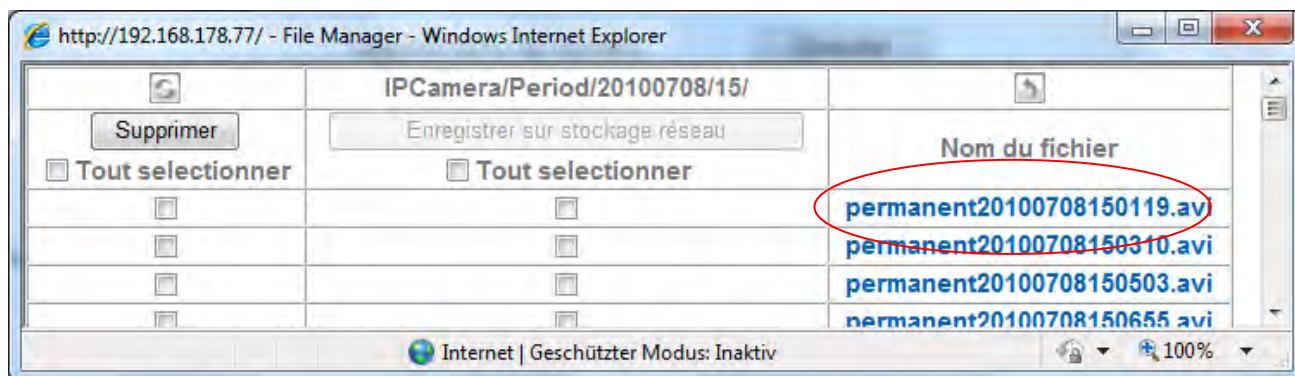 http://192.168.178.77/ - File Manager - Windows Internet Explorer
IPCamera/Period/20100708/15/
Supprimer
Enregistrer sur stockage réseau
Nom du fichier
Tout selectionner
Tout selectionner
permanent20100708150119.avi
permanent20100708150310.avi
permanent20100708150503.avi
permanent20100708150655.avi
Internet | Geschützter Modus: Inaktiv
100%